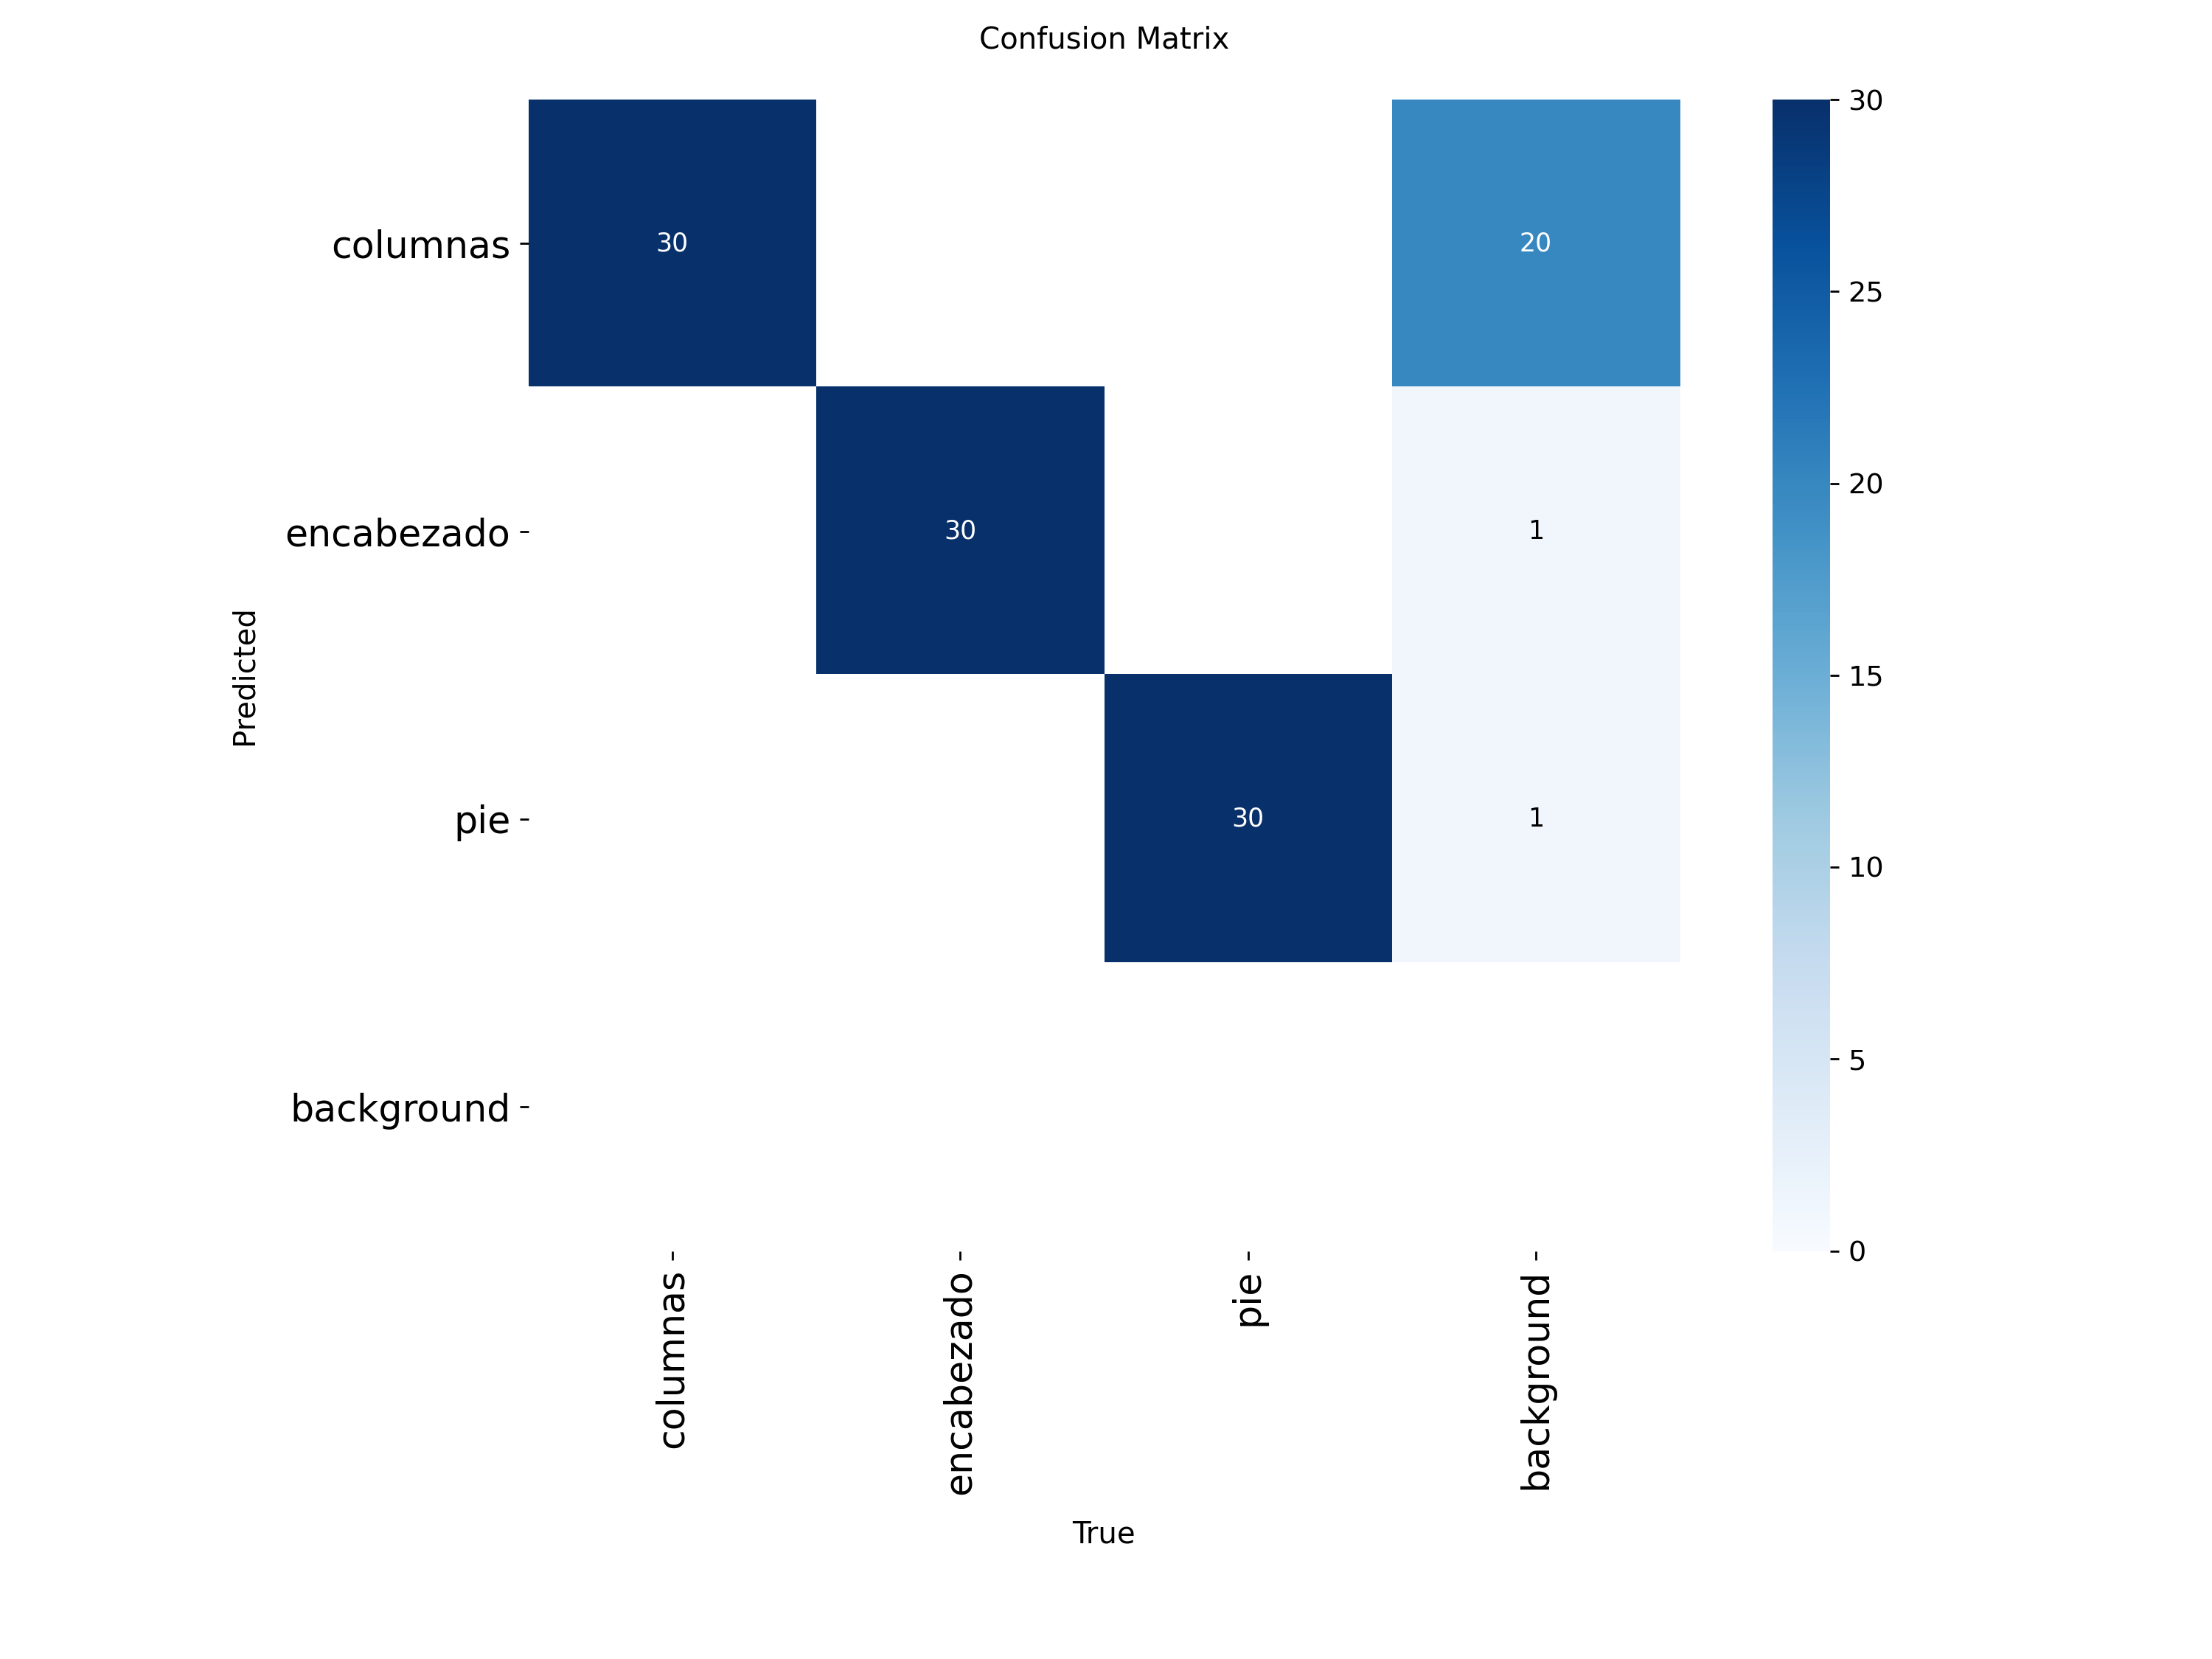 Confusion Matrix
columnas
encabezado
pie
background
Predicted
30
20
30
1
30
1
columnas
encabezado
pie
background
True
30
25
20
15
10
5
0